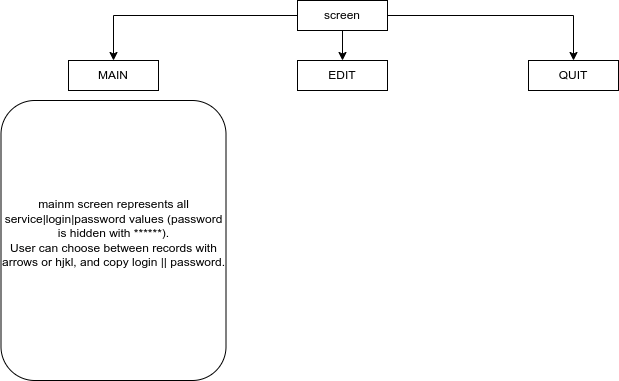 screen
MAIN
EDIT
QUIT
mainm screen represents all
service|login|password values (password
is hidden with ******).
User can choose between records with
arrows or hjkl, and copy login || password.